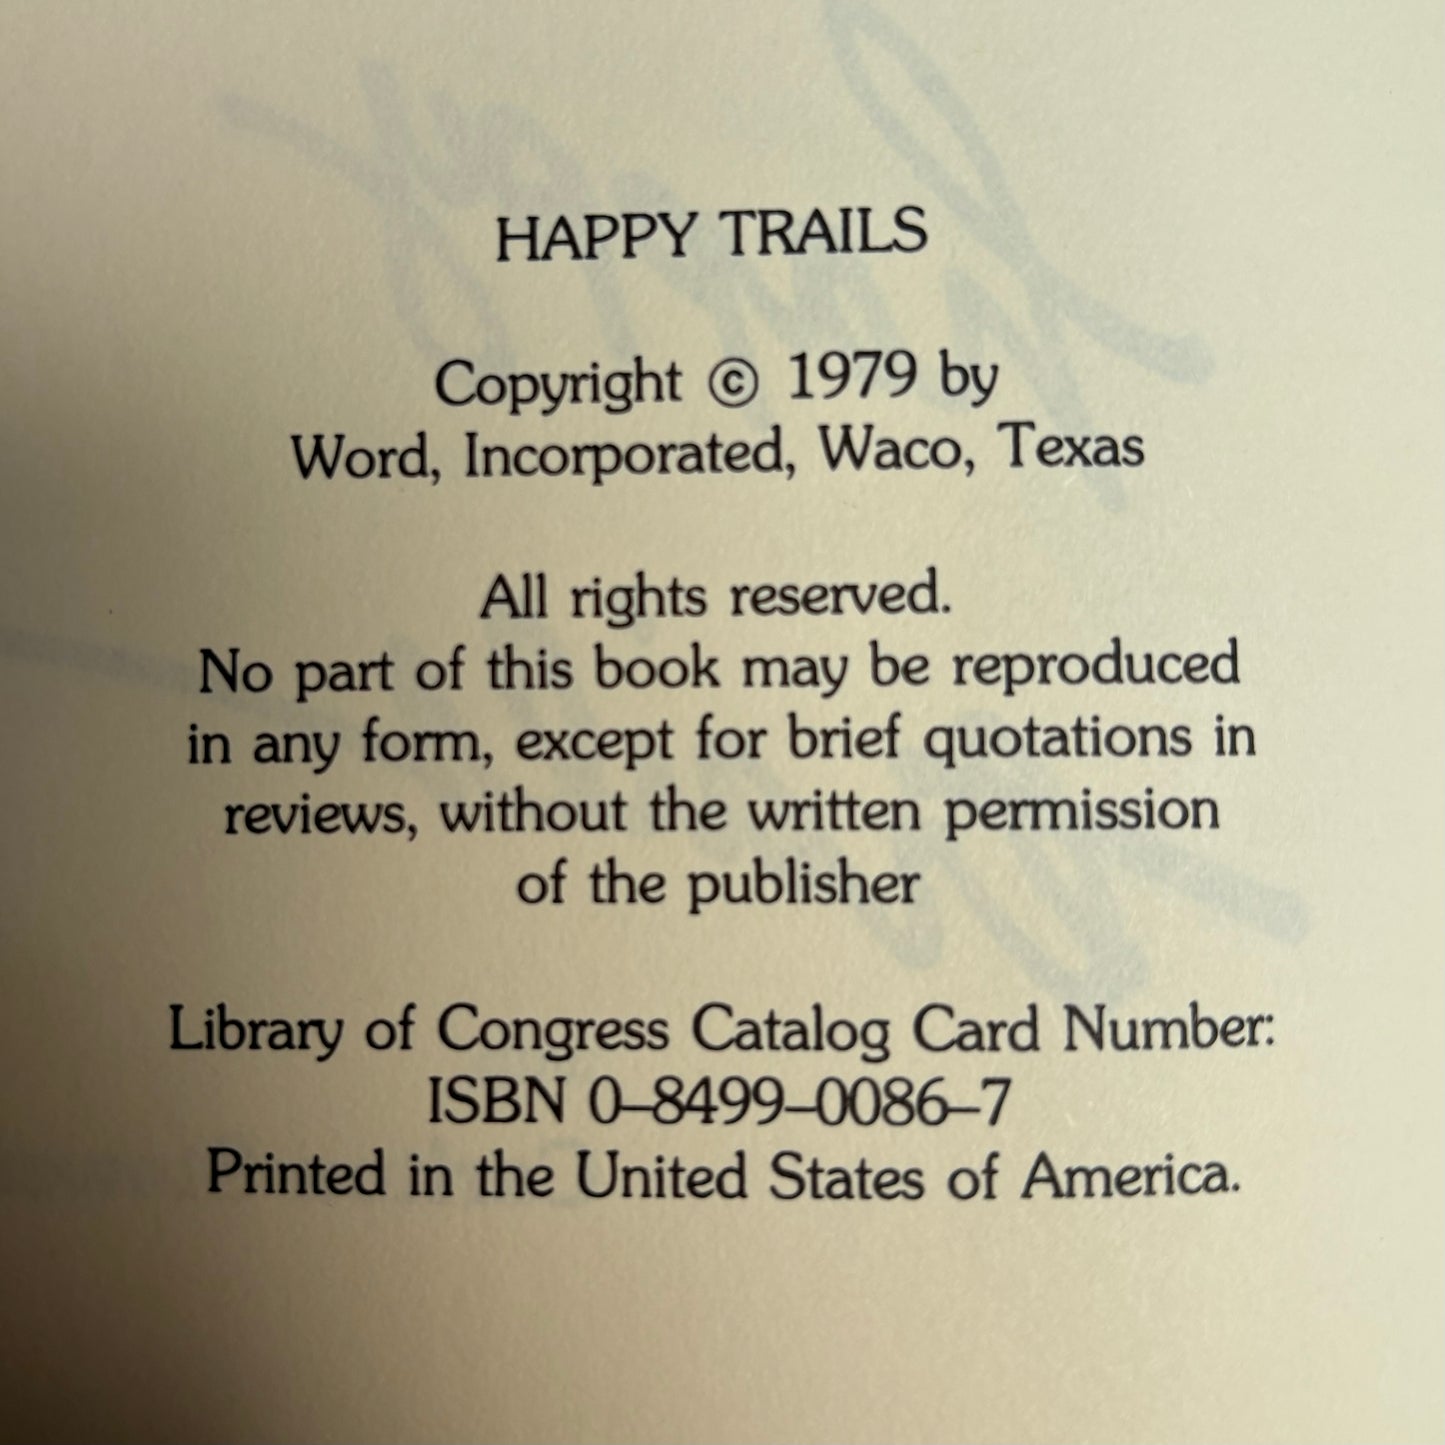 HAPPY TRAILS
Copyright © 1979 by
Word, Incorporated, Waco, Texas
All rights reserved.
No part of this book may be reproduced
in any form, except for brief quotations in
reviews, without the written permission
of the publisher
Library of Congress Catalog Card Number:
ISBN 0–8499–0086–7
Printed in the United States of America.